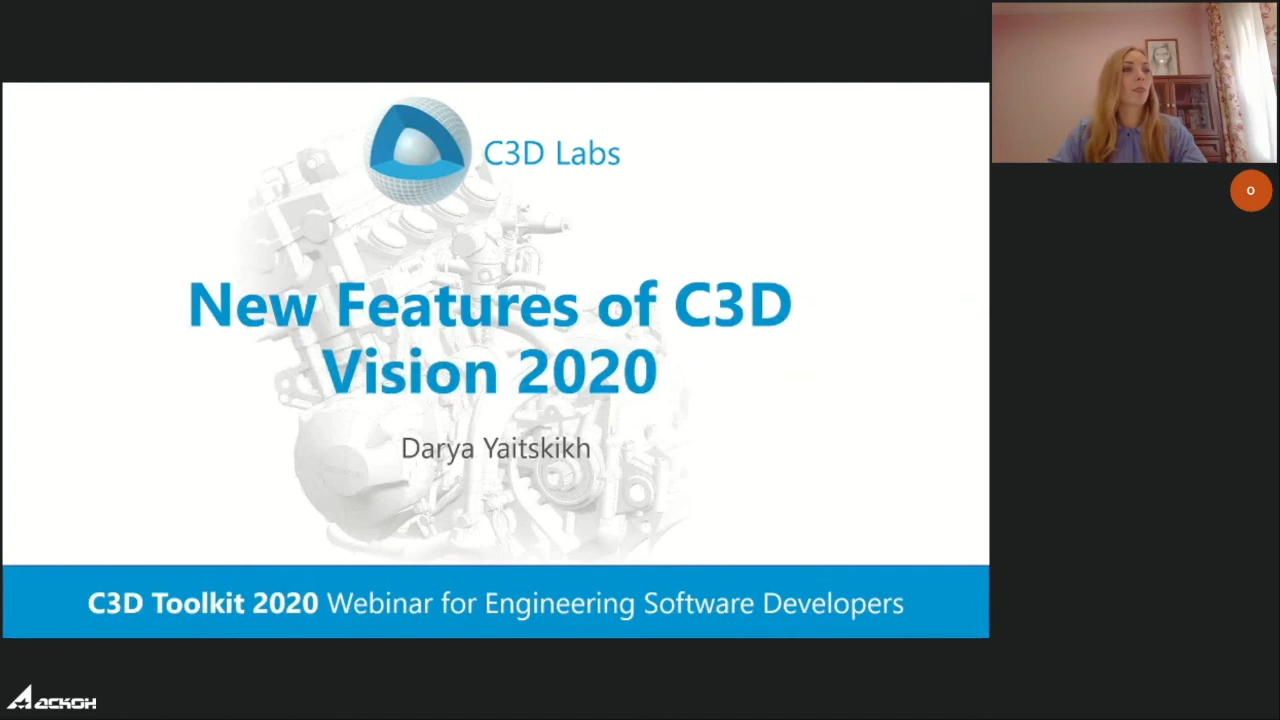 C3D Labs
New Features of C3D
Vision 2020
Darya Yaitskikh
C3D Toolkit 2020 Webinar for Engineering Software Developers
O
АСКОН